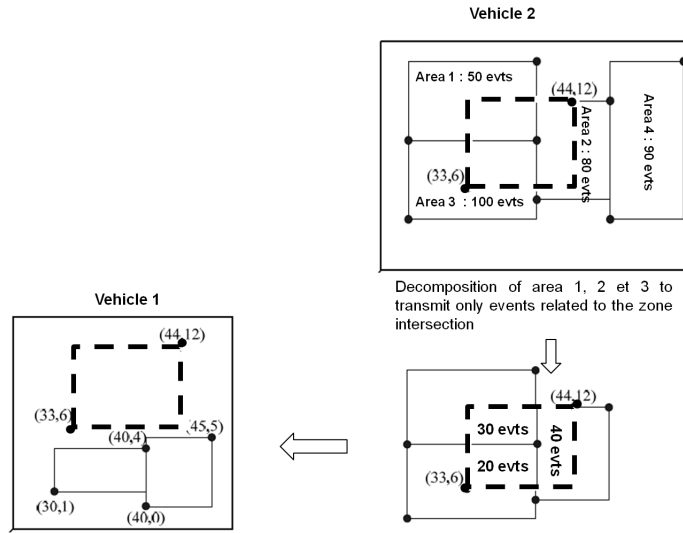 Vehicle 2
Area 1 : 50 evts
(44,12)
Area 2 : 80 evts
Area 4 : 90 evts
(33,6)
Area 3 : 100 evts
Decomposition of area 1, 2 et 3 to
transmit only events related to the zone
intersection
Vehicle 1
(44,12)
(33,6)
(40,4)
(45,5)
(30,1)
(40,0)
(44,12)
30 evts
40 evts
20 evts
(33,6)